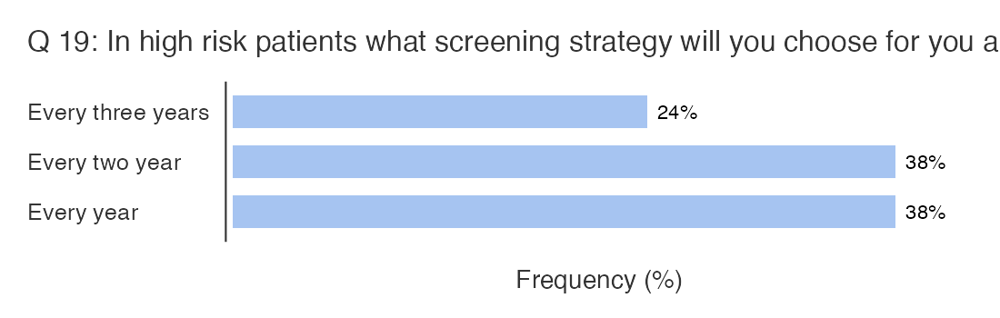 Q 19: In high risk patients what screening strategy will you choose for you a
Every three years 24%
Every two year 38%
Every year 38%
Frequency (%)